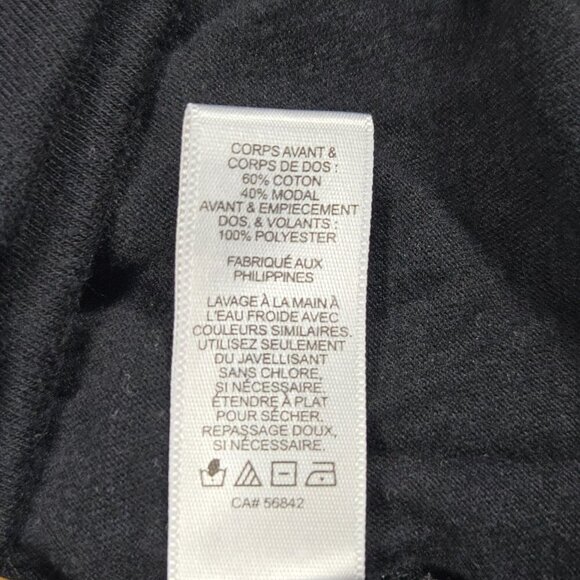 CORPS AVANT &
CORPS DE DOS :
60% COTON
40% MODAL
AVANT & EMPIECEMENT
DOS, & VOLANTS :
100% POLYESTER
FABRIQUÉ AUX
PHILIPPINES
LAVAGE À LA MAIN À
L'EAU FROIDE AVEC
COULEURS SIMILAIRES.
UTILISEZ SEULEMENT
DU JAVELLISANT
SANS CHLORE,
SI NÉCESSAIRE.
ÉTENDRE À PLAT
POUR SÉCHER.
REPASSAGE DOUX,
SI NÉCESSAIRE.
CA# 56842